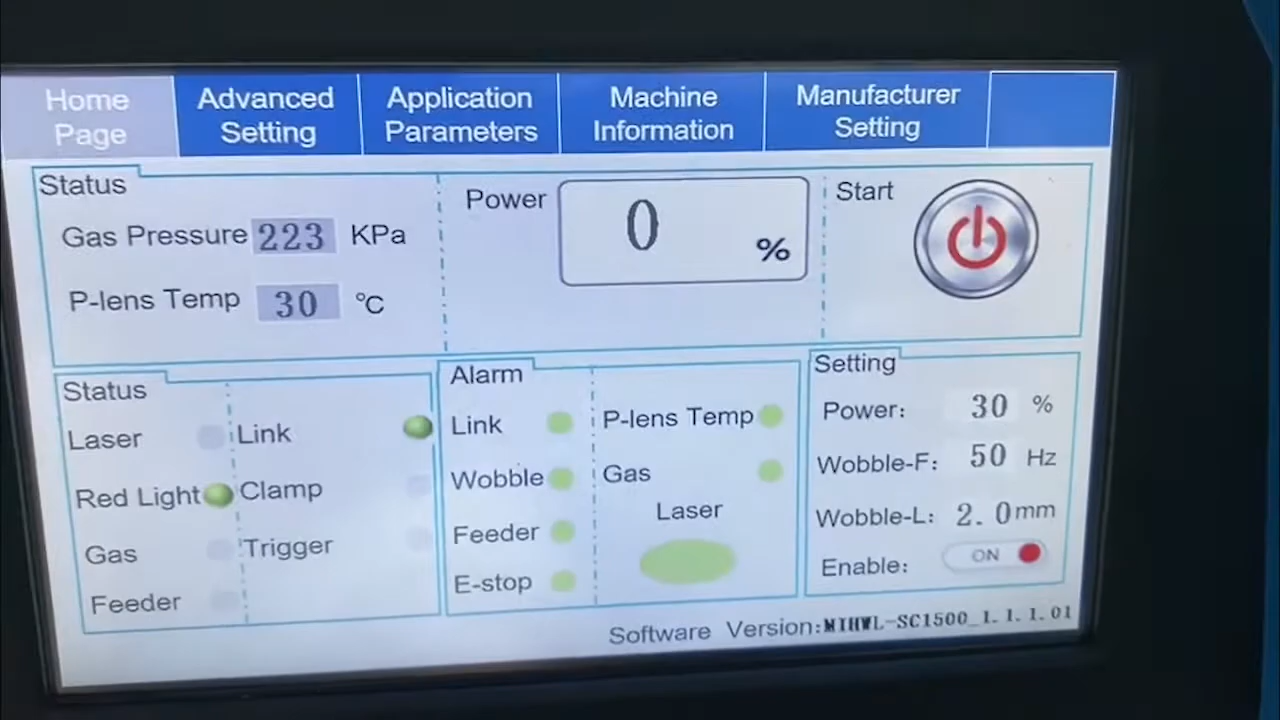 Home Page
Advanced Setting
Application Parameters
Machine Information
Manufacturer Setting
Status
Gas Pressure 223 KPa
P-lens Temp 30 °C
Power 0 %
Start
Status
Laser
Link
Red Light
Clamp
Gas
Trigger
Feeder
Alarm
Link
P-lens Temp
Wobble
Gas
Feeder
Laser
E-stop
Setting
Power: 30 %
Wobble-F: 50 Hz
Wobble-L: 2.0mm
Enable: ON
Software Version:MIHWL-SC1500_1.1.1.01